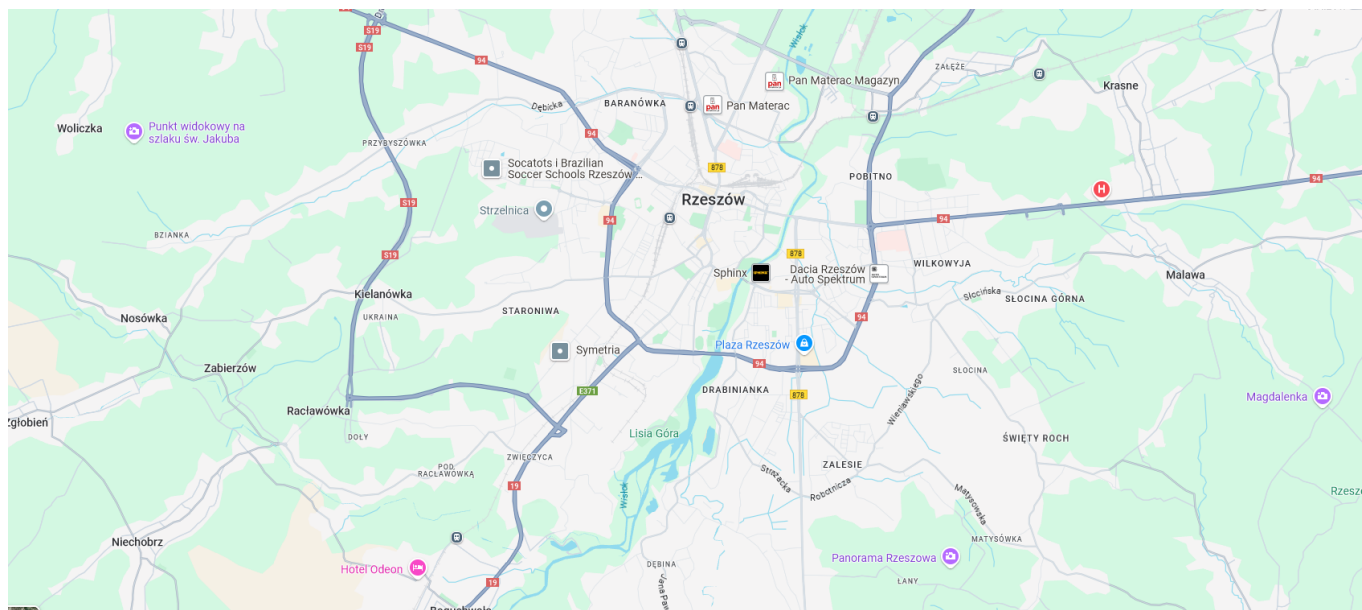 S19
94
S19
Wisłok
ZAŁĘŻE
Krasne
Pan Materac Magazyn
Pan Materac
BARANÓWKA
Dębicka
Woliczka
Punkt widokowy na
szlaku św. Jakuba
PRZYBYSZÓWKA
94
Socatots i Brazilian
Soccer Schools Rzeszów ...
878
POBITNO
H
94
Rzeszów
S19
Strzelnica
94
94
BZIANKA
S19
878
WILKOWYJA
Sphinx
Dacia Rzeszów
- Auto Spektrum
Malawa
Kielanówka
Słocińska
SŁOCINA GÓRNA
Nosówka
UKRAINA
STARONIWA
94
Symetria
Plaza Rzeszów
94
Zabierzów
SŁOCINA
E371
DRABINIANKA
878
Wieniawskiego
Magdalenka
Racławówka
Zgłobień
DOŁY
Lisia Góra
ŚWIĘTY ROCH
ZWIĘCZYCA
POD
RACŁAWÓWKĄ
Strażacka
ZALESIE
Robotnicza
19
Wisłok
Matysowska
Niechobrz
MATYSÓWKA
Panorama Rzeszowa
DĘBINA
Hotel Odeon
19
ŁANY